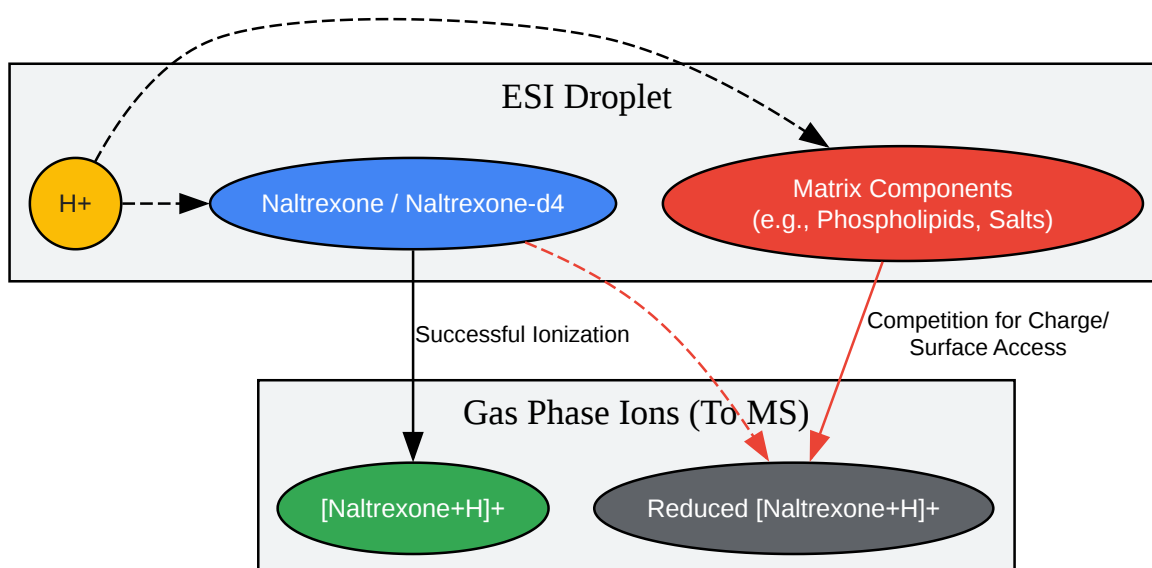 ESI Droplet
H+
Naltrexone / Naltrexone-d4
Matrix Components
(e.g., Phospholipids, Salts)
Successful Ionization
Competition for Charge/
Surface Access
Gas Phase Ions (To MS)
[Naltrexone+H]+
Reduced [Naltrexone+H]+